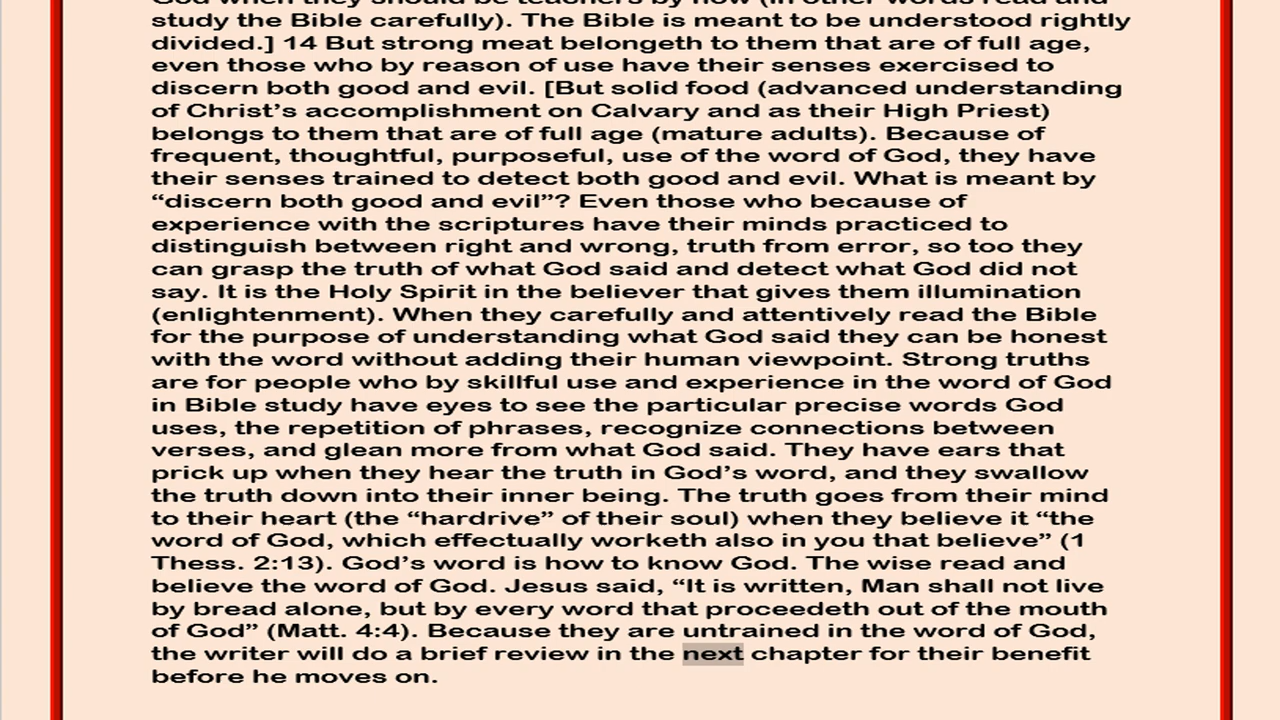 God when they should be teachers by now (in other words read and
study the Bible carefully). The Bible is meant to be understood rightly
divided.] 14 But strong meat belongeth to them that are of full age,
even those who by reason of use have their senses exercised to
discern both good and evil. [But solid food (advanced understanding
of Christ’s accomplishment on Calvary and as their High Priest)
belongs to them that are of full age (mature adults). Because of
frequent, thoughtful, purposeful, use of the word of God, they have
their senses trained to detect both good and evil. What is meant by
“discern both good and evil”? Even those who because of
experience with the scriptures have their minds practiced to
distinguish between right and wrong, truth from error, so too they
can grasp the truth of what God said and detect what God did not
say. It is the Holy Spirit in the believer that gives them illumination
(enlightenment). When they carefully and attentively read the Bible
for the purpose of understanding what God said they can be honest
with the word without adding their human viewpoint. Strong truths
are for people who by skillful use and experience in the word of God
in Bible study have eyes to see the particular precise words God
uses, the repetition of phrases, recognize connections between
verses, and glean more from what God said. They have ears that
prick up when they hear the truth in God’s word, and they swallow
the truth down into their inner being. The truth goes from their mind
to their heart (the “hardrive” of their soul) when they believe it “the
word of God, which effectually worketh also in you that believe” (1
Thess. 2:13). God’s word is how to know God. The wise read and
believe the word of God. Jesus said, “It is written, Man shall not live
by bread alone, but by every word that proceedeth out of the mouth
of God” (Matt. 4:4). Because they are untrained in the word of God,
the writer will do a brief review in the next chapter for their benefit
before he moves on.